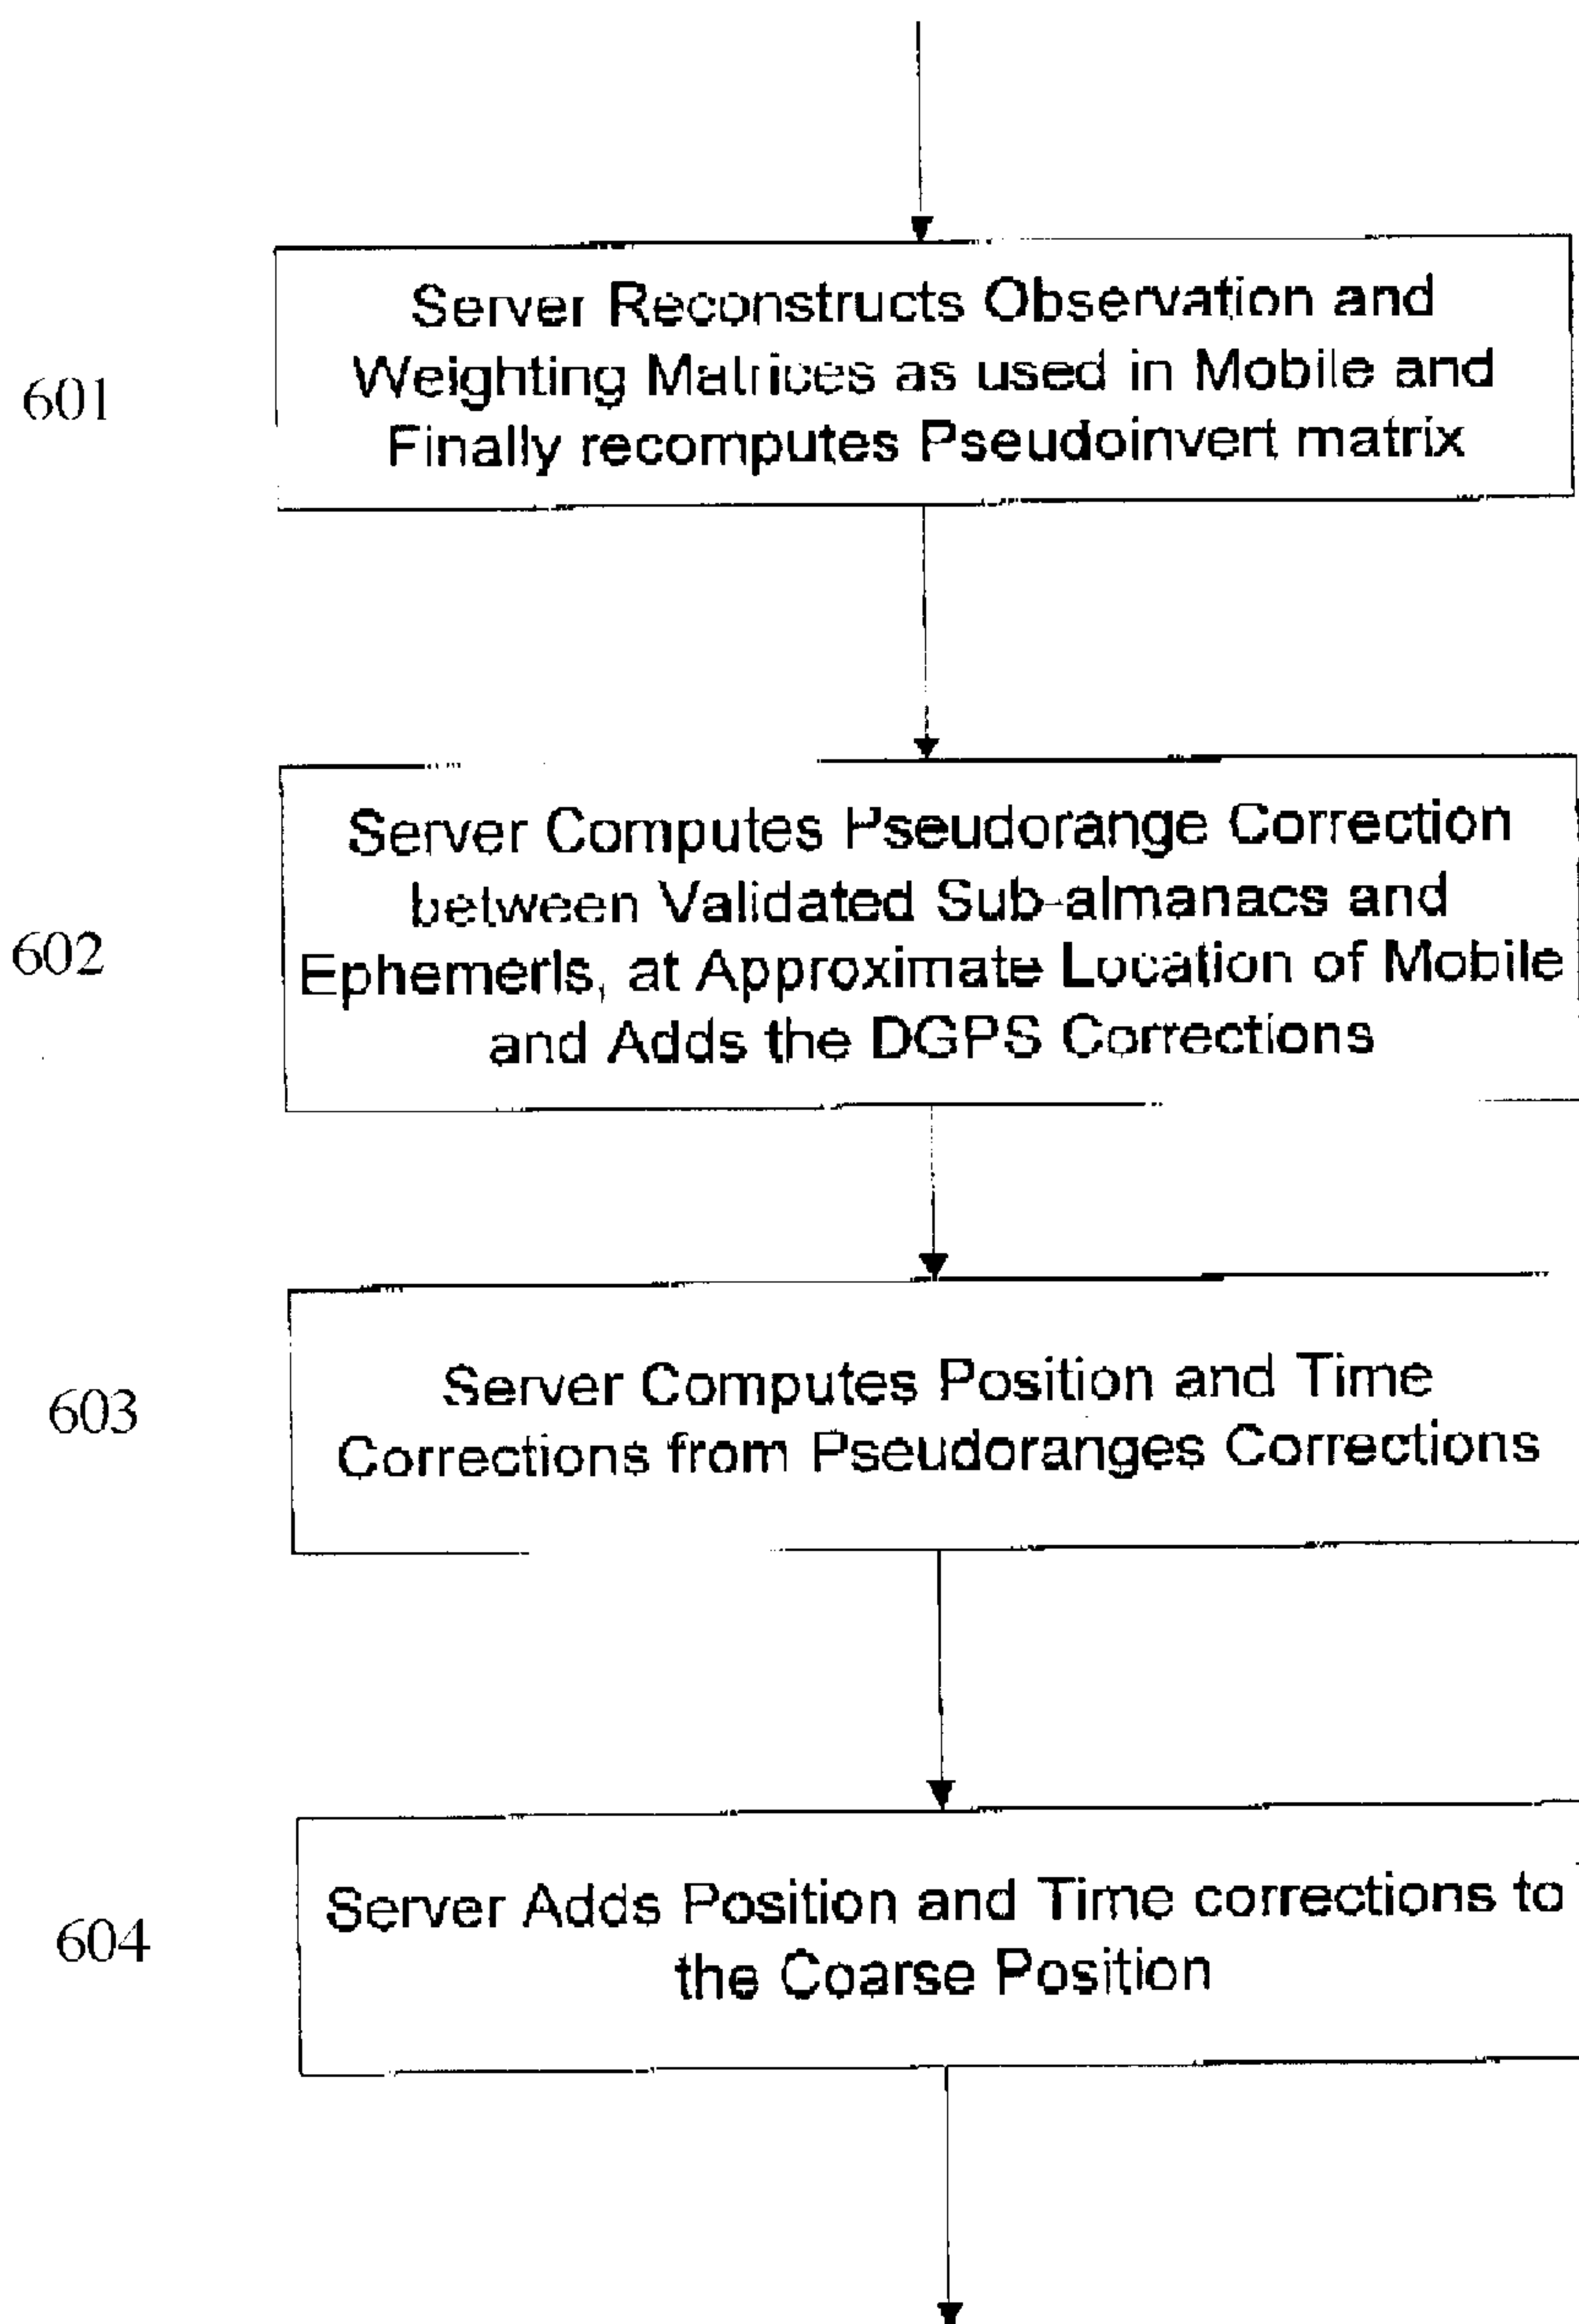 601
Server Reconstructs Observation and
Weighting Matrices as used in Mobile and
Finally recomputes Pseudoinvert matrix
602
Server Computes Pseudorange Correction
between Validated Sub-almanacs and
Ephemeris, at Approximate Location of Mobile
and Adds the DGPS Corrections
603
Server Computes Position and Time
Corrections from Pseudoranges Corrections
604
Server Adds Position and Time corrections to
the Coarse Position